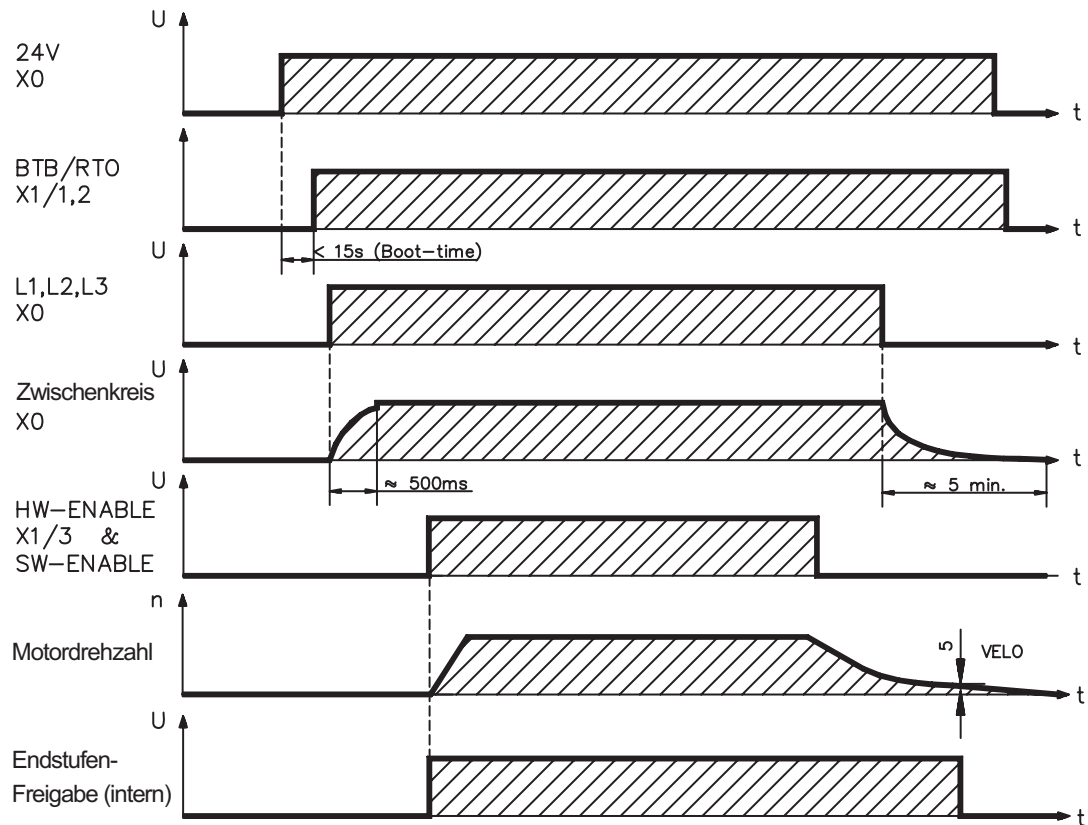 U
24V
X0
t
BTB/RTO
X1/1,2
t
< 15s (Boot-time)
U
L1,L2,L3
X0
t
U
Zwischenkreis
X0
t
≈ 500ms
≈ 5 min.
U
HW-ENABLE
X1/3 &
SW-ENABLE
t
n
Motordrehzahl
5
VELO
t
U
Endstufen-
Freigabe (intern)
t